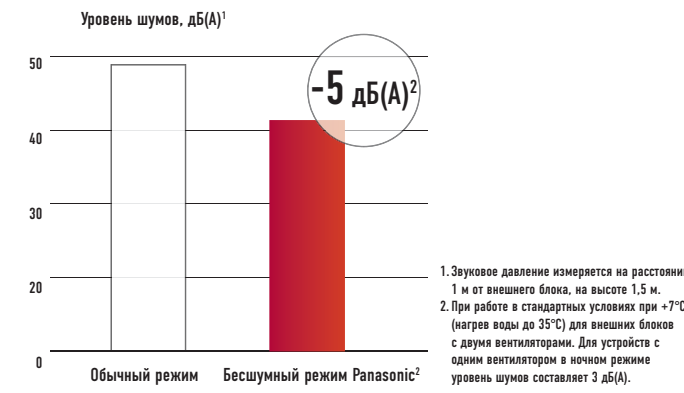 Уровень шумов, дБ(А)¹
50
-5 дБ(А)²
40
30
20
0
Обычный режим
Бесшумный режим Panasonic²
1. Звуковое давление измеряется на расстоянии
1 м от внешнего блока, на высоте 1,5 м.
2. При работе в стандартных условиях при +7°C
(нагрев воды до 35°C) для внешних блоков
с двумя вентиляторами. Для устройств с
одним вентилятором в ночном режиме
уровень шумов составляет 3 дБ(А).